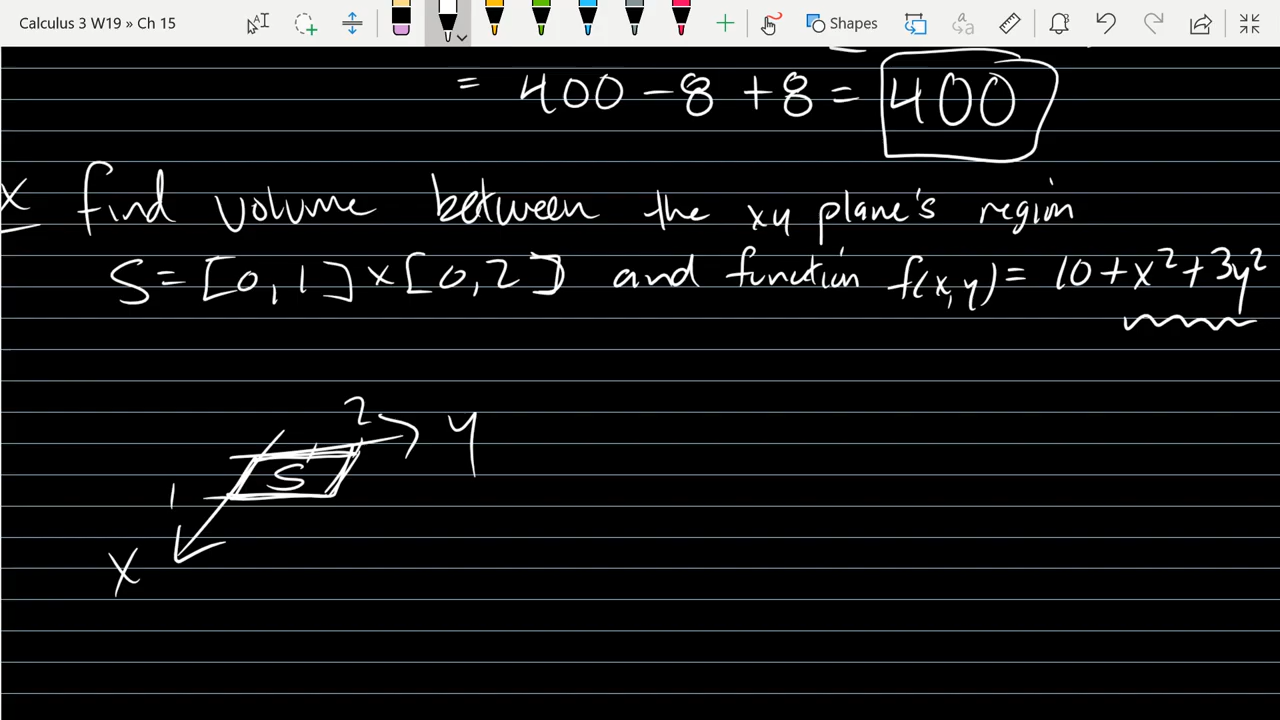 Calculus 3 W19 » Ch 15
Shapes
= 400 - 8 + 8 = 400
x find volume between the xy plane's region
S = [0, 1] × [0, 2] and function f(x, y) = 10 + x² + 3y²
2
y
S
1
x